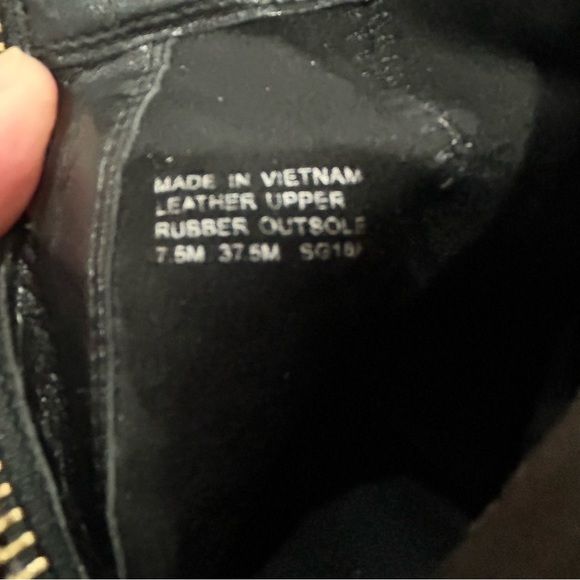 MADE IN VIETNAM
LEATHER UPPER
RUBBER OUTSOLE
7.5M 37.5M